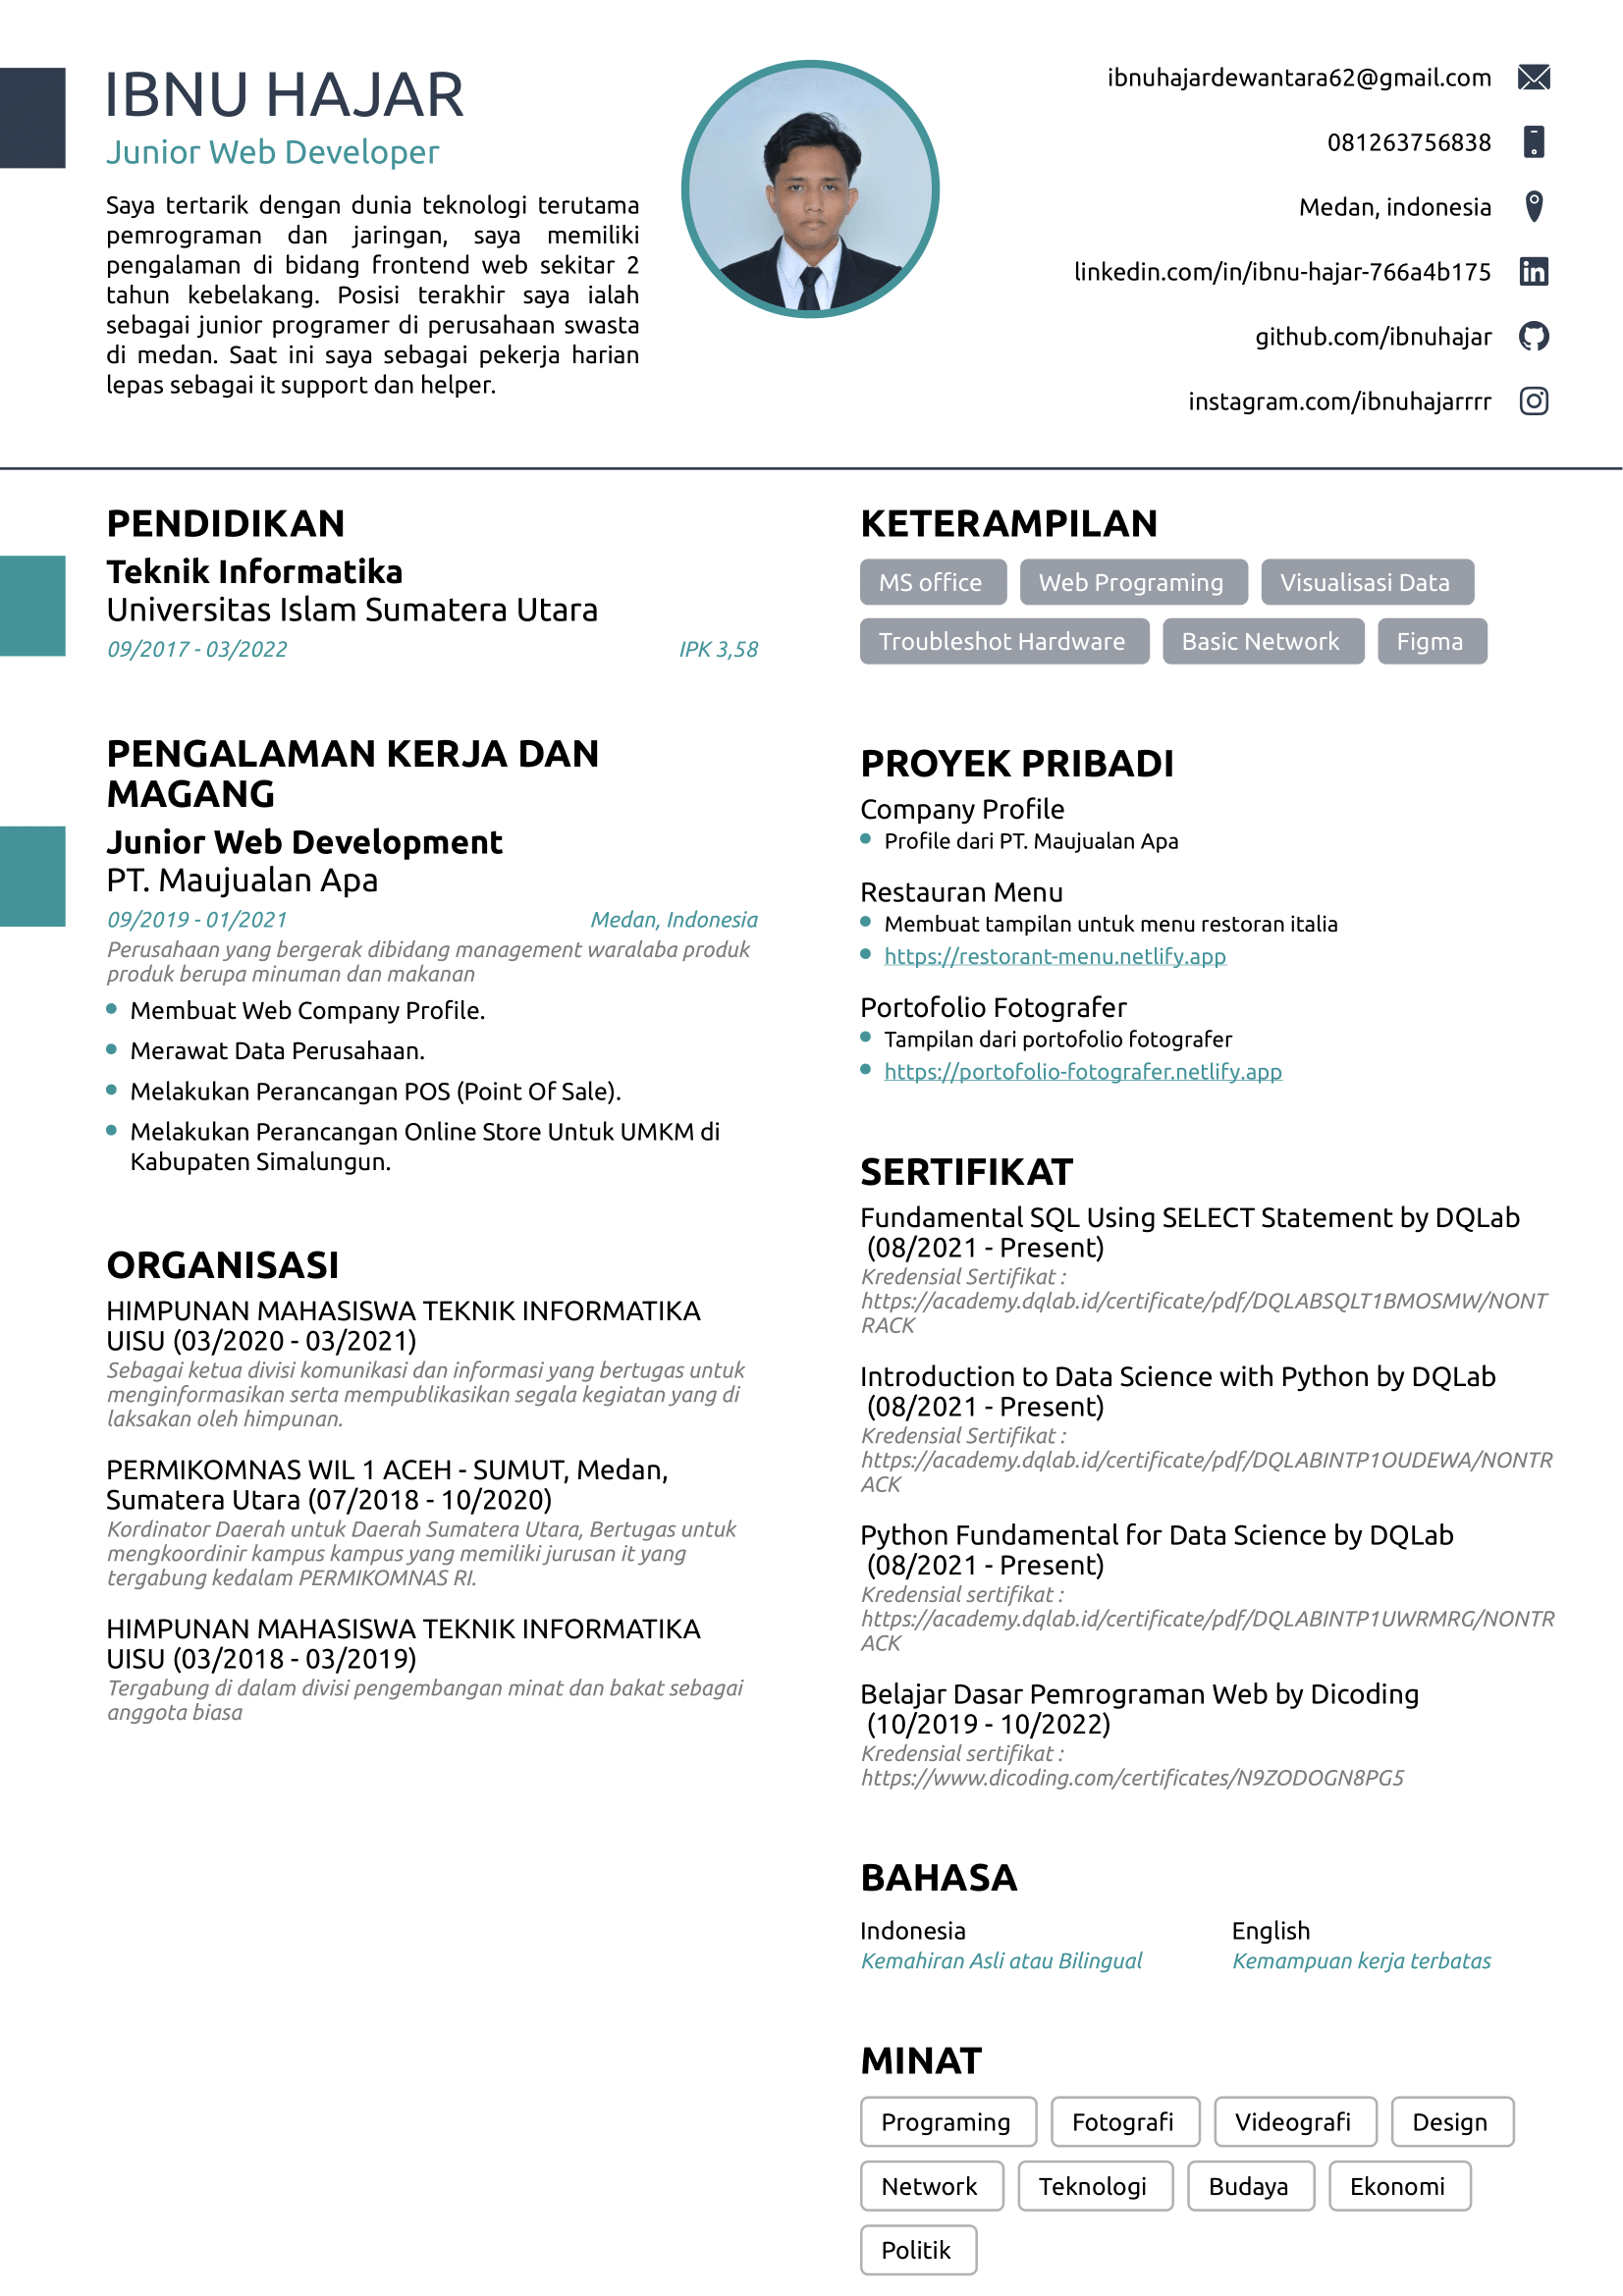 IBNU HAJAR
Junior Web Developer
Saya tertarik dengan dunia teknologi terutama
pemrograman dan jaringan, saya memiliki
pengalaman di bidang frontend web sekitar 2
tahun kebelakang. Posisi terakhir saya ialah
sebagai junior programer di perusahaan swasta
di medan. Saat ini saya sebagai pekerja harian
lepas sebagai it support dan helper.
ibnuhajardewantara62@gmail.com
081263756838
Medan, indonesia
linkedin.com/in/ibnu-hajar-766a4b175
github.com/ibnuhajar
instagram.com/ibnuhajarrrr
PENDIDIKAN
Teknik Informatika
Universitas Islam Sumatera Utara
09/2017 - 03/2022 IPK 3,58
PENGALAMAN KERJA DAN
MAGANG
Junior Web Development
PT. Maujualan Apa
09/2019 - 01/2021 Medan, Indonesia
Perusahaan yang bergerak dibidang management waralaba produk
produk berupa minuman dan makanan
Membuat Web Company Profile.
Merawat Data Perusahaan.
Melakukan Perancangan POS (Point Of Sale).
Melakukan Perancangan Online Store Untuk UMKM di
Kabupaten Simalungun.
ORGANISASI
HIMPUNAN MAHASISWA TEKNIK INFORMATIKA
UISU (03/2020 - 03/2021)
Sebagai ketua divisi komunikasi dan informasi yang bertugas untuk
menginformasikan serta mempublikasikan segala kegiatan yang di
laksakan oleh himpunan.
PERMIKOMNAS WIL 1 ACEH - SUMUT, Medan,
Sumatera Utara (07/2018 - 10/2020)
Kordinator Daerah untuk Daerah Sumatera Utara, Bertugas untuk
mengkoordinir kampus kampus yang memiliki jurusan it yang
tergabung kedalam PERMIKOMNAS RI.
HIMPUNAN MAHASISWA TEKNIK INFORMATIKA
UISU (03/2018 - 03/2019)
Tergabung di dalam divisi pengembangan minat dan bakat sebagai
anggota biasa
KETERAMPILAN
MS office Web Programing Visualisasi Data
Troubleshot Hardware Basic Network Figma
PROYEK PRIBADI
Company Profile
Profile dari PT. Maujualan Apa
Restauran Menu
Membuat tampilan untuk menu restoran italia
https://restorant-menu.netlify.app
Portofolio Fotografer
Tampilan dari portofolio fotografer
https://portofolio-fotografer.netlify.app
SERTIFIKAT
Fundamental SQL Using SELECT Statement by DQLab
(08/2021 - Present)
Kredensial Sertifikat :
https://academy.dqlab.id/certificate/pdf/DQLABSQLT1BMOSMW/NONT
RACK
Introduction to Data Science with Python by DQLab
(08/2021 - Present)
Kredensial Sertifikat :
https://academy.dqlab.id/certificate/pdf/DQLABINTP1OUDEWA/NONTR
ACK
Python Fundamental for Data Science by DQLab
(08/2021 - Present)
Kredensial sertifikat :
https://academy.dqlab.id/certificate/pdf/DQLABINTP1UWRMRG/NONTR
ACK
Belajar Dasar Pemrograman Web by Dicoding
(10/2019 - 10/2022)
Kredensial sertifikat :
https://www.dicoding.com/certificates/N9ZODOGN8PG5
BAHASA
Indonesia English
Kemahiran Asli atau Bilingual Kemampuan kerja terbatas
MINAT
Programing Fotografi Videografi Design
Network Teknologi Budaya Ekonomi
Politik